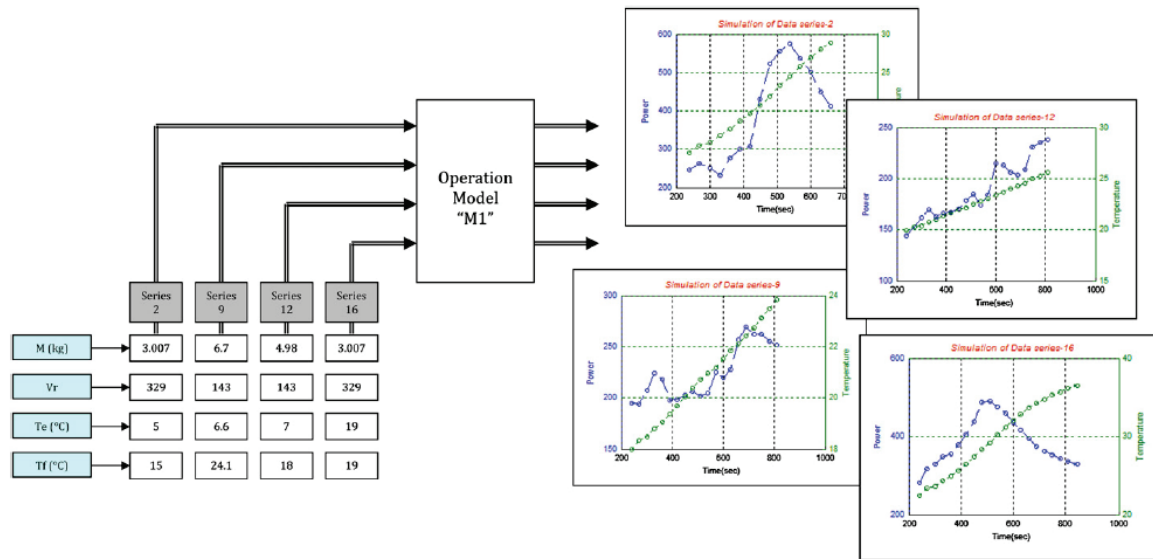 Operation
Model
"M1"
Series
2
Series
9
Series
12
Series
16
M (kg)
3.007
6.7
4.98
3.007
Vr
329
143
143
329
Te (°C)
5
6.6
7
19
Tf (°C)
15
24.1
18
19
Simulation of Data series-2
600
500
400
300
200
Power
30
25
200
400
600
Time(sec)
Simulation of Data series-12
250
200
150
100
Power
30
25
20
15
Temperature
200
400
600
800
1000
Time(sec)
Simulation of Data series-9
300
250
200
150
Power
24
22
20
18
Temperature
200
400
600
800
1000
Time(sec)
Simulation of Data series-16
600
400
200
Power
40
30
20
Temperature
200
400
600
800
1000
Time(sec)